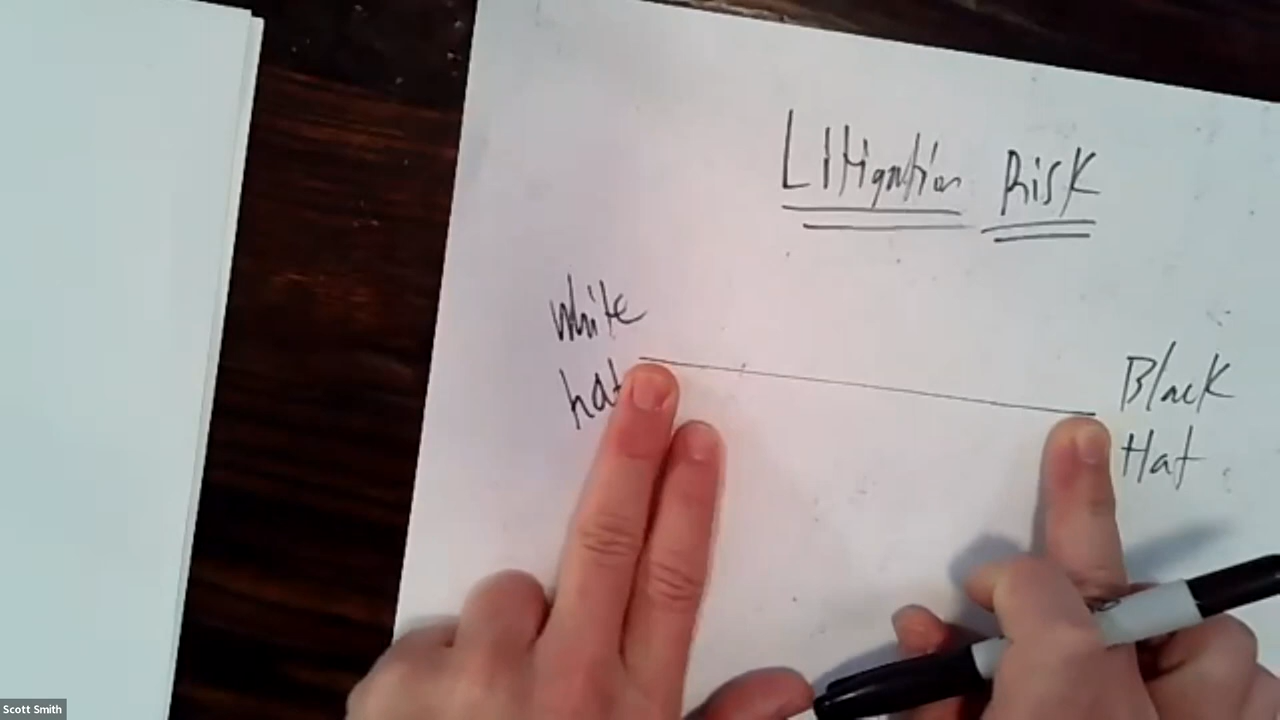 Litigation Risk
white
hat
Black
Hat
Scott Smith